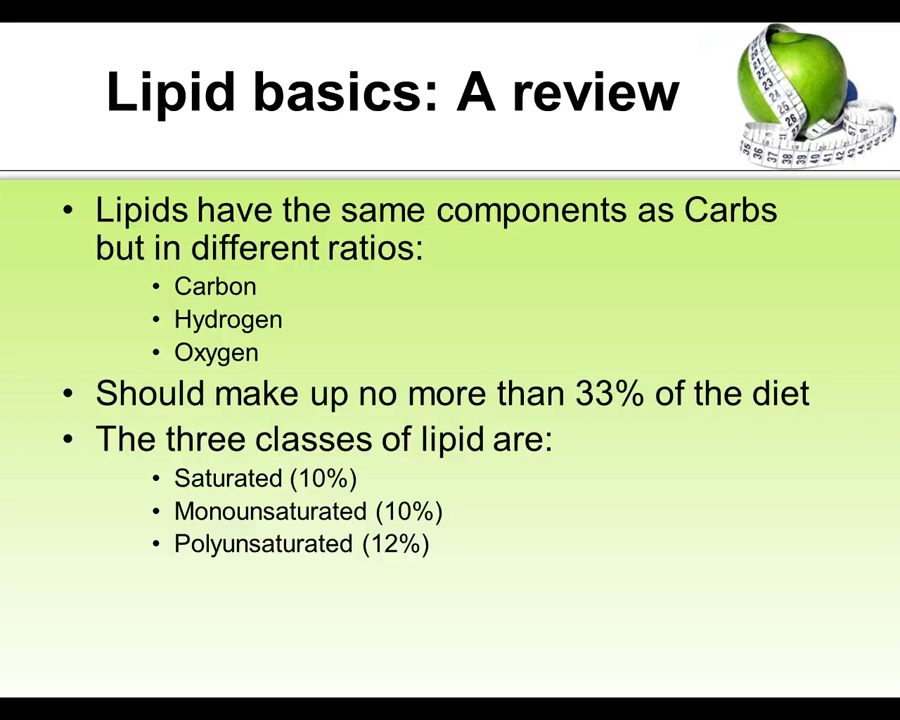 Lipid basics: A review
• Lipids have the same components as Carbs
but in different ratios:
• Carbon
• Hydrogen
• Oxygen
• Should make up no more than 33% of the diet
• The three classes of lipid are:
• Saturated (10%)
• Monounsaturated (10%)
• Polyunsaturated (12%)